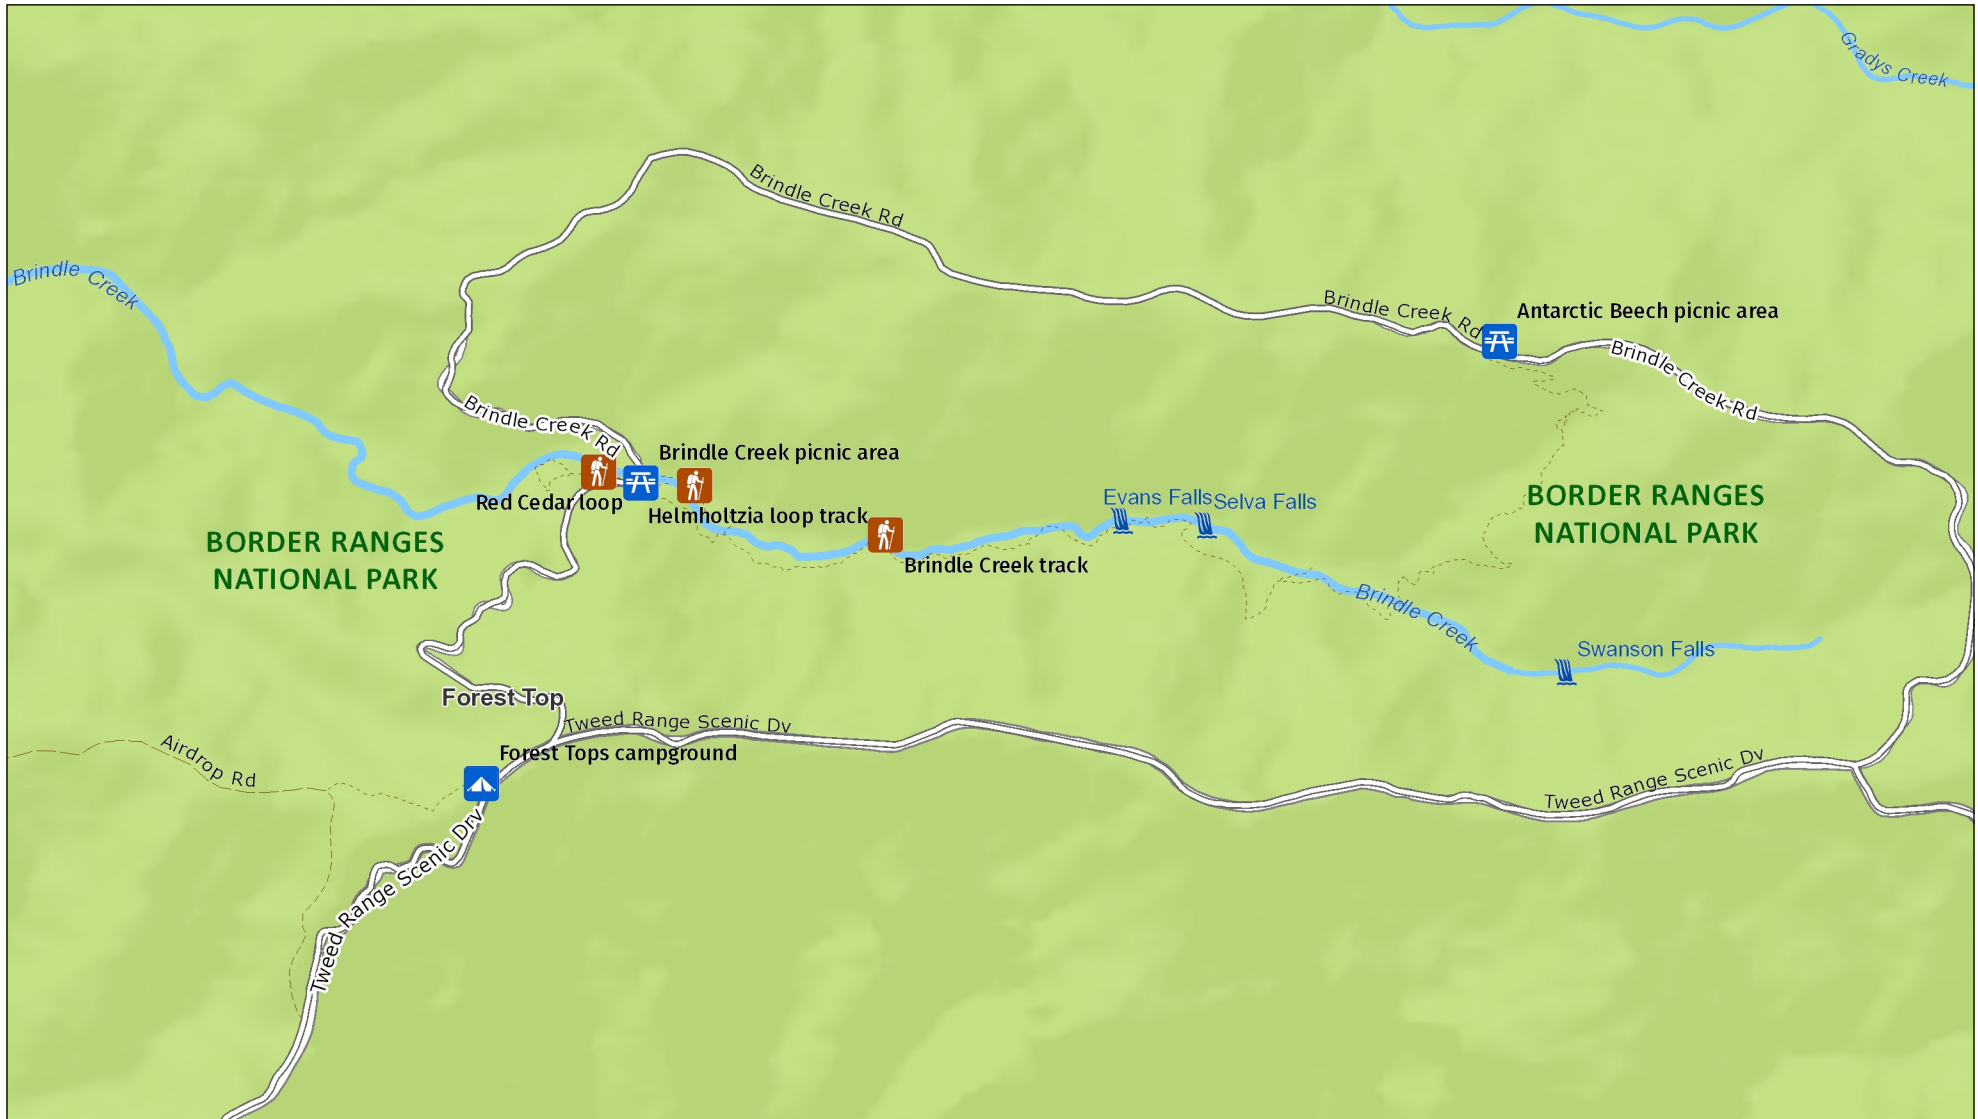 Gradys Creek
Brindle Creek Rd
Brindle Creek
Brindle Creek Rd
Antarctic Beech picnic area
Brindle Creek Rd
Brindle Creek Rd
Brindle Creek picnic area
Red Cedar loop
Helmholtzia loop track
Evans Falls
Selva Falls
BORDER RANGES
NATIONAL PARK
BORDER RANGES
NATIONAL PARK
Brindle Creek track
Brindle Creek
Swanson Falls
Forest Top
Tweed Range Scenic Dv
Airdrop Rd
Forest Tops campground
Tweed Range Scenic Dv
Tweed Range Scenic Drv